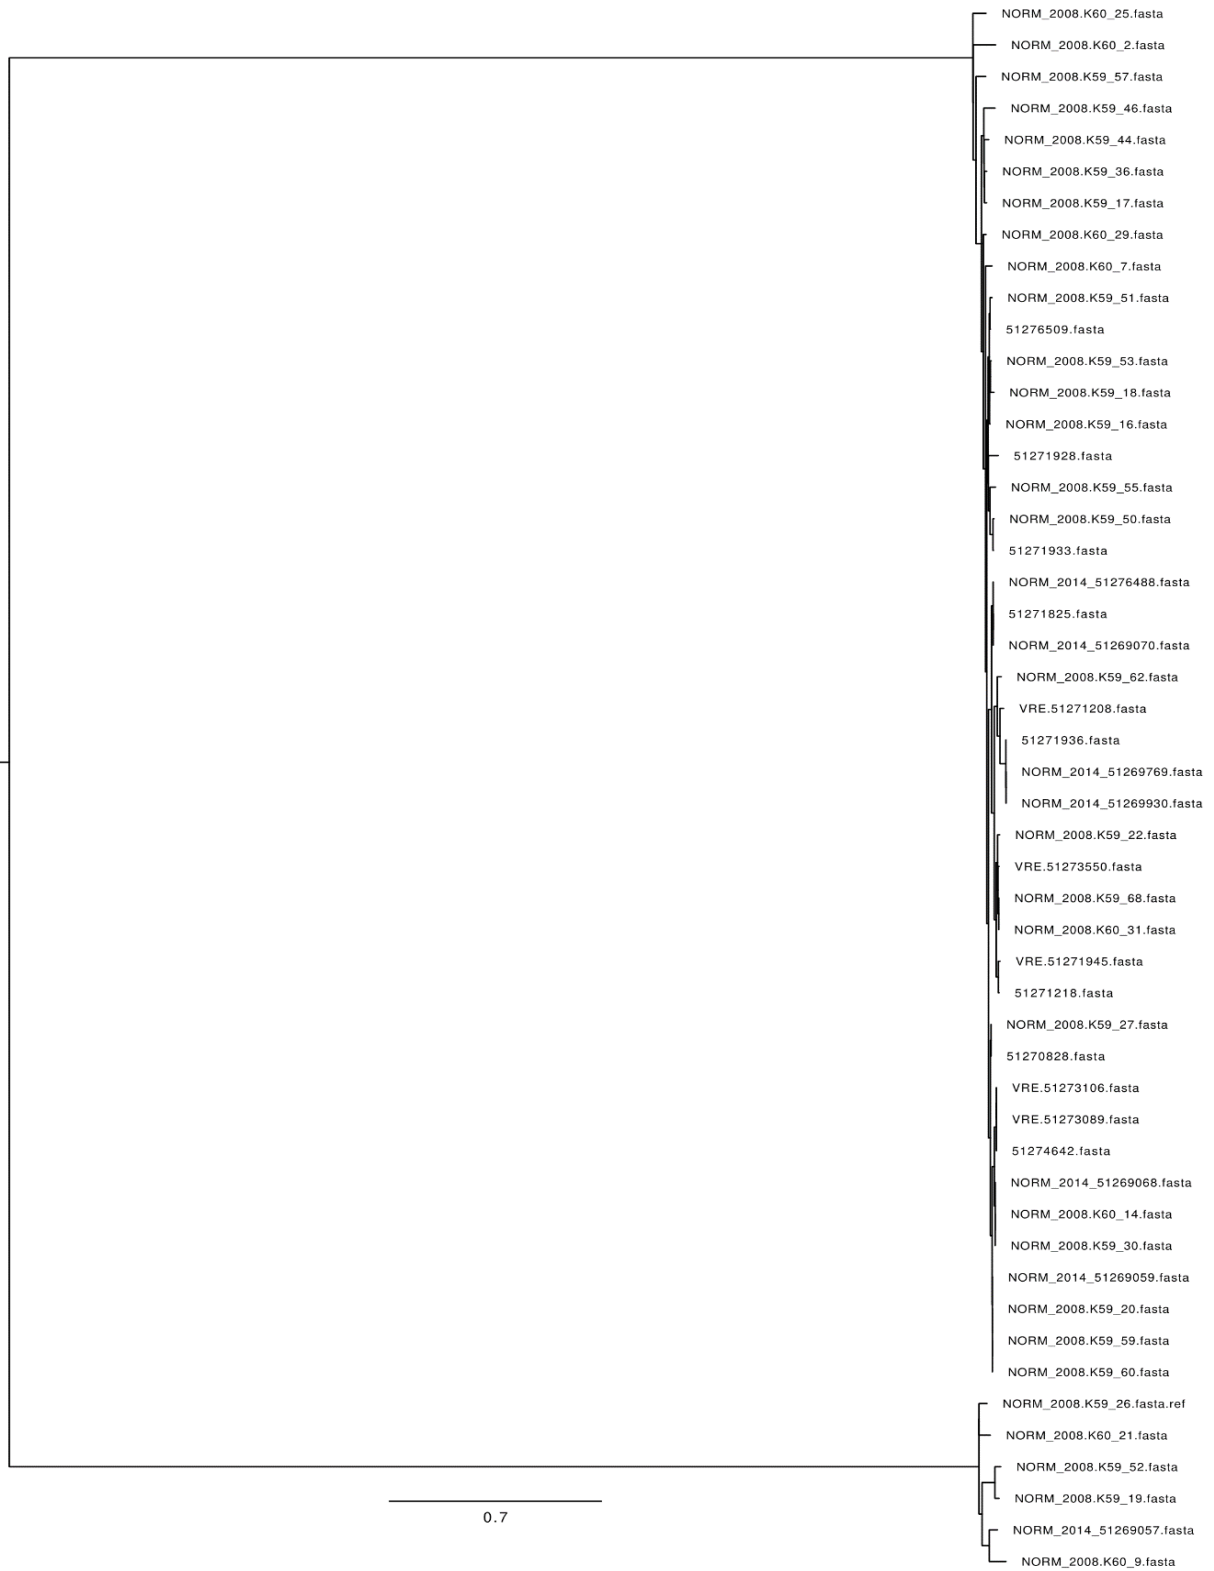 NORM_2008.K60_25.fasta
NORM_2008.K60_2.fasta
NORM_2008.K59_57.fasta
NORM_2008.K59_46.fasta
NORM_2008.K59_44.fasta
NORM_2008.K59_36.fasta
NORM_2008.K59_17.fasta
NORM_2008.K60_29.fasta
NORM_2008.K60_7.fasta
NORM_2008.K59_51.fasta
51276509.fasta
NORM_2008.K59_53.fasta
NORM_2008.K59_18.fasta
NORM_2008.K59_16.fasta
51271928.fasta
NORM_2008.K59_55.fasta
NORM_2008.K59_50.fasta
51271933.fasta
NORM_2014_51276488.fasta
51271825.fasta
NORM_2014_51269070.fasta
NORM_2008.K59_62.fasta
VRE.51271208.fasta
51271936.fasta
NORM_2014_51269769.fasta
NORM_2014_51269930.fasta
NORM_2008.K59_22.fasta
VRE.51273550.fasta
NORM_2008.K59_68.fasta
NORM_2008.K60_31.fasta
VRE.51271945.fasta
51271218.fasta
NORM_2008.K59_27.fasta
51270828.fasta
VRE.51273106.fasta
VRE.51273089.fasta
51274642.fasta
NORM_2014_51269068.fasta
NORM_2008.K60_14.fasta
NORM_2008.K59_30.fasta
NORM_2014_51269059.fasta
NORM_2008.K59_20.fasta
NORM_2008.K59_59.fasta
NORM_2008.K59_60.fasta
NORM_2008.K59_26.fasta.ref
NORM_2008.K60_21.fasta
NORM_2008.K59_52.fasta
NORM_2008.K59_19.fasta
0.7
NORM_2014_51269057.fasta
NORM_2008.K60_9.fasta